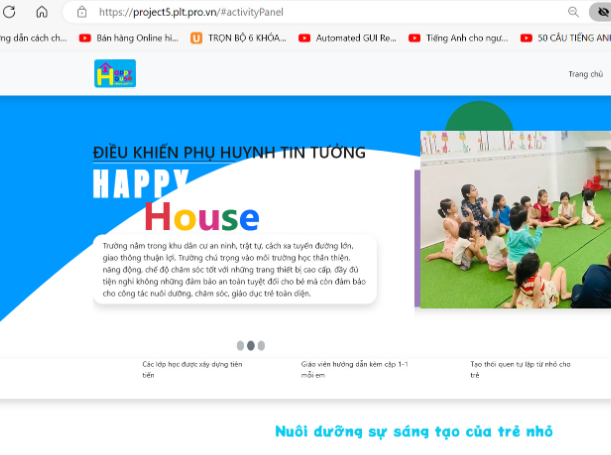 https://project5.plt.pro.vn/#activityPanel
ng dẫn cách ch...
Bán hàng Online hi...
TRỌN BỘ 6 KHÓA...
Automated GUI Re...
Tiếng Anh cho ngư...
50 CÂU TIẾNG ANH
HAPPY
HOUSE
Trang chủ
ĐIỀU KHIẾN PHỤ HUYNH TIN TƯỞNG
HAPPY
House
Trường nằm trong khu dân cư an ninh, trật tự, cách xa tuyến đường lớn,
giao thông thuận lợi. Trường chú trọng vào môi trường học thân thiện,
năng động, chế độ chăm sóc tốt với những trang thiết bị cao cấp, đầy đủ
tiện nghi không những đảm bảo an toàn tuyệt đối cho bé mà còn đảm bảo
cho công tác nuôi dưỡng, chăm sóc, giáo dục trẻ toàn diện.
Các lớp học được xây dựng tiên
tiến
Giáo viên hướng dẫn kèm cặp 1-1
mỗi em
Tạo thói quen tự lập từ nhỏ cho
trẻ
Nuôi dưỡng sự sáng tạo của trẻ nhỏ